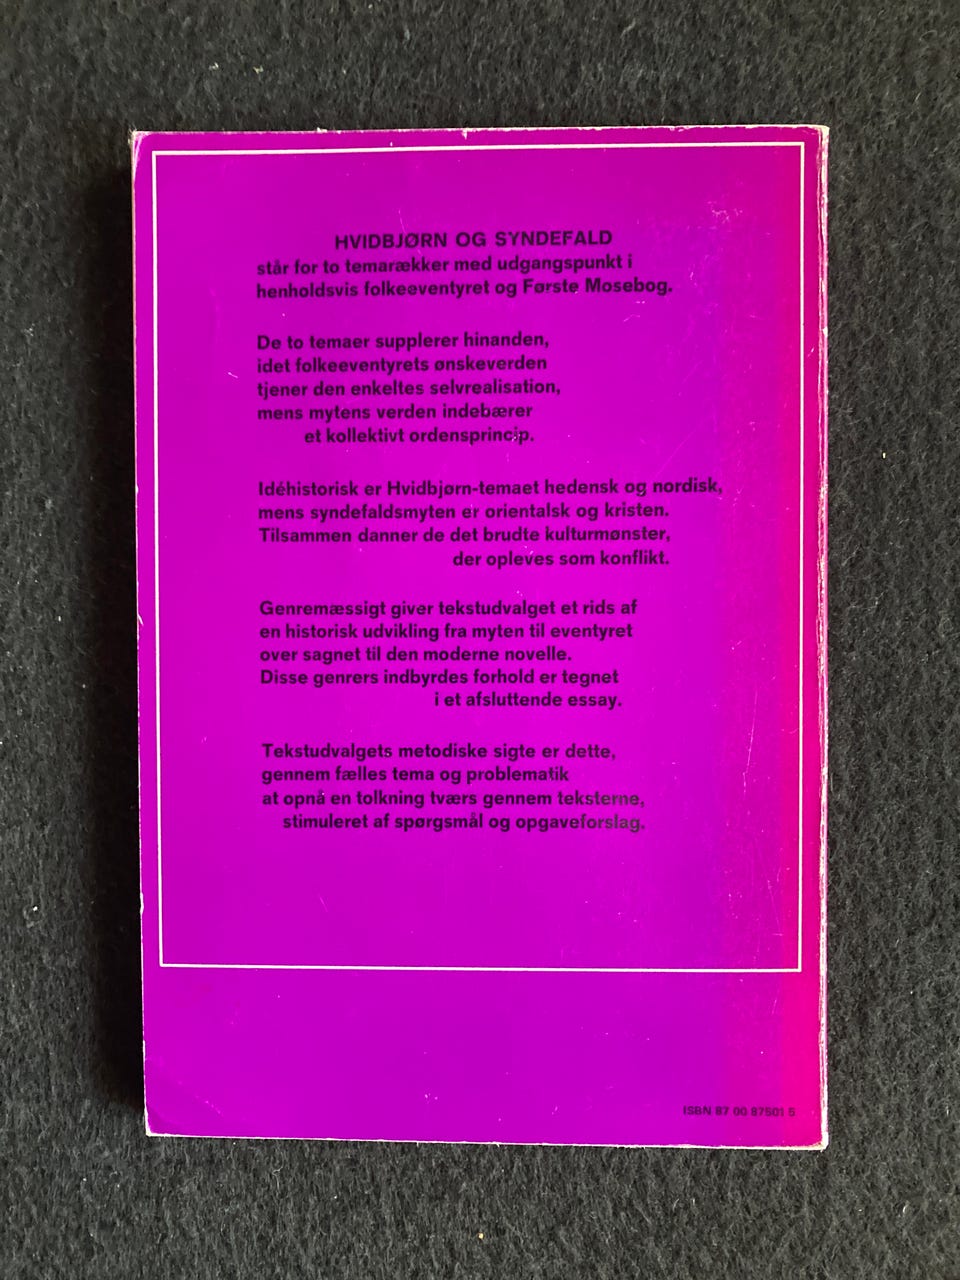 HVIDBJØRN OG SYNDEFALD
står for to temarækker med udgangspunkt i
henholdsvis folkeeventyret og Første Mosebog.
De to temaer supplerer hinanden,
idet folkeeventyrets ønskeverden
tjener den enkeltes selvrealisation,
mens mytens verden indebærer
et kollektivt ordensprincip.
Idéhistorisk er Hvidbjørn-temaet hedensk og nordisk,
mens syndefaldsmyten er orientalsk og kristen.
Tilsammen danner de det brudte kulturmønster,
der opleves som konflikt.
Genremæssigt giver tekstudvalget et rids af
en historisk udvikling fra myten til eventyret
over sagnet til den moderne novelle.
Disse genrers indbyrdes forhold er tegnet
i et afsluttende essay.
Tekstudvalgets metodiske sigte er dette,
gennem fælles tema og problematik
at opnå en tolkning tværs gennem teksterne,
stimuleret af spørgsmål og opgaveforslag.
ISBN 87 00 87501 5